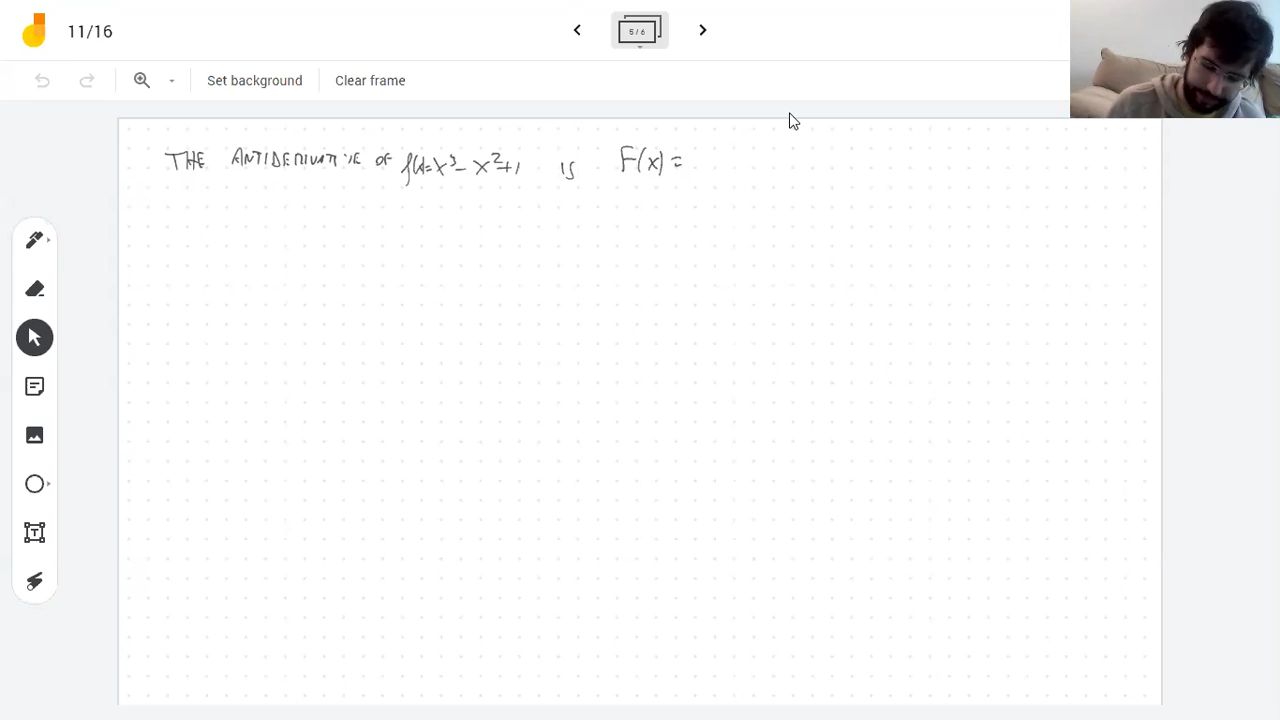 11/16
5 / 6
Set background
Clear frame
THE ANTIDERIVATIVE OF f(x)=x³-x²+1 is F(x)=